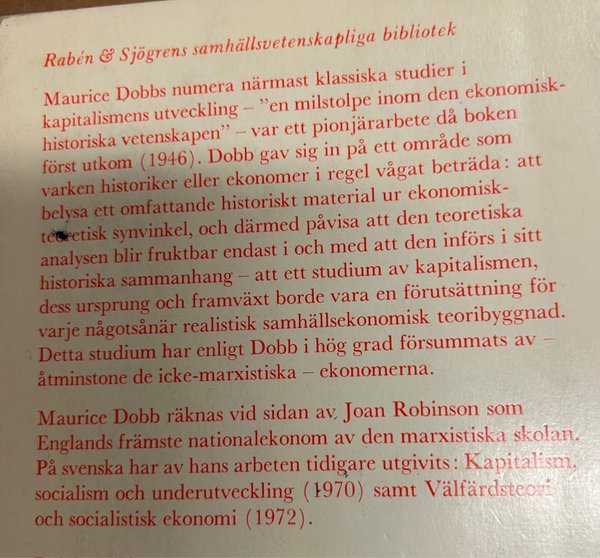 Rabén & Sjögrens samhällsvetenskapliga bibliotek
Maurice Dobbs numera närmast klassiska studier i
kapitalismens utveckling – ”en milstolpe inom den ekonomisk-
historiska vetenskapen” – var ett pionjärarbete då boken
först utkom (1946). Dobb gav sig in på ett område som
varken historiker eller ekonomer i regel vågat beträda: att
belysa ett omfattande historiskt material ur ekonomisk-
teoretisk synvinkel, och därmed påvisa att den teoretiska
analysen blir fruktbar endast i och med att den införs i sitt
historiska sammanhang – att ett studium av kapitalismen,
dess ursprung och framväxt borde vara en förutsättning för
varje någotsånär realistisk samhällsekonomisk teoribyggnad.
Detta studium har enligt Dobb i hög grad försummats av –
åtminstone de icke-marxistiska – ekonomerna.
Maurice Dobb räknas vid sidan av Joan Robinson som
Englands främste nationalekonom av den marxistiska skolan.
På svenska har av hans arbeten tidigare utgivits: Kapitalism,
socialism och underutveckling (1970) samt Välfärdsteori
och socialistisk ekonomi (1972).